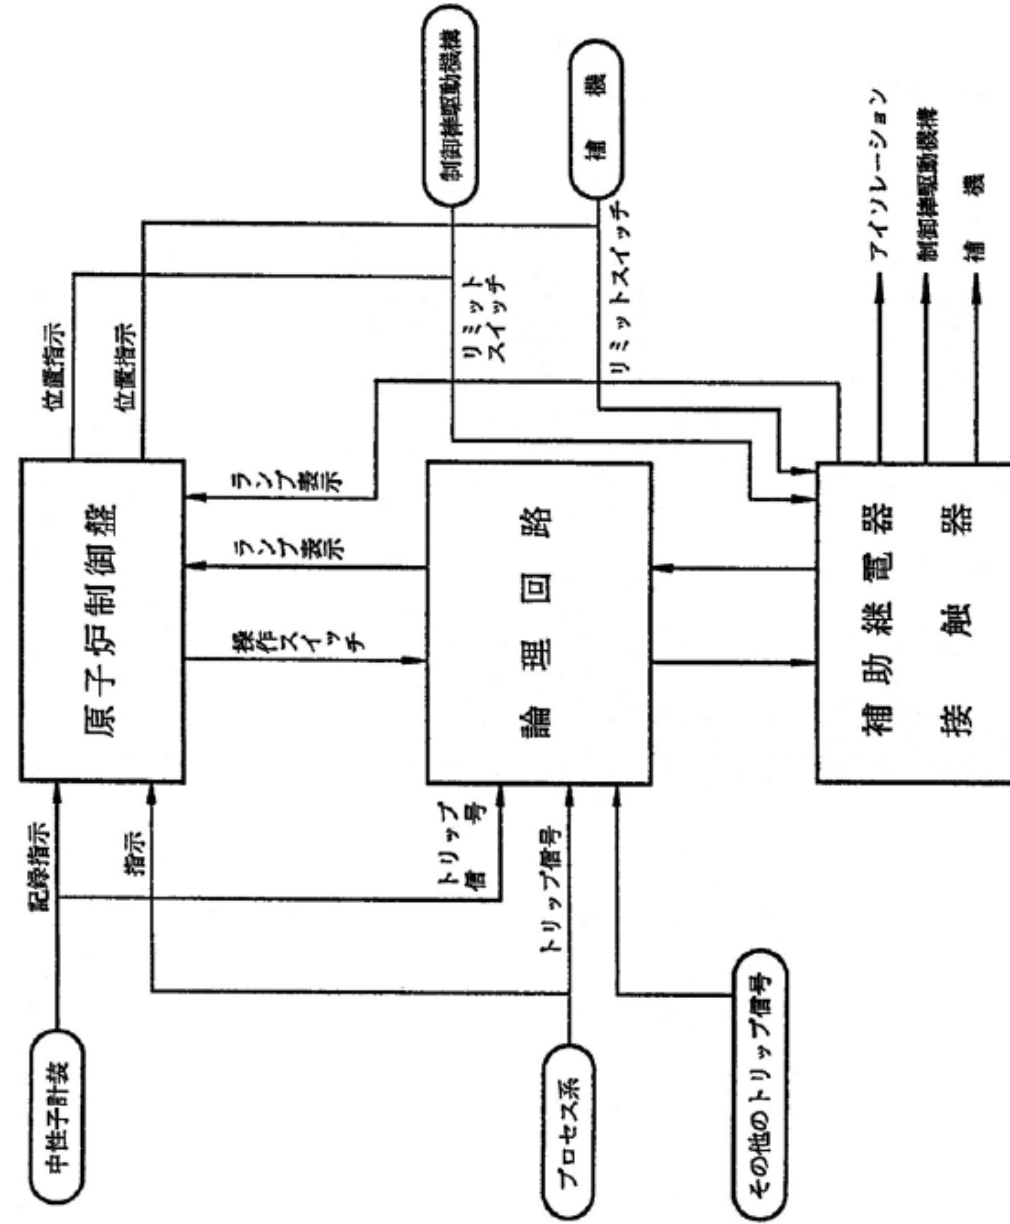 中性子計装
プロセス系
その他のトリップ信号
記録指示
指示
トリップ
信号
トリップ信号
原子炉制御盤
操作
スイッチ
ランプ
表示
ランプ
表示
論理回路
補助継電器
接触器
位置指示
位置指示
リミット
スイッチ
リミットスイッチ
制御棒駆動機構
補機
アイソレーション
制御棒駆動機構
補機